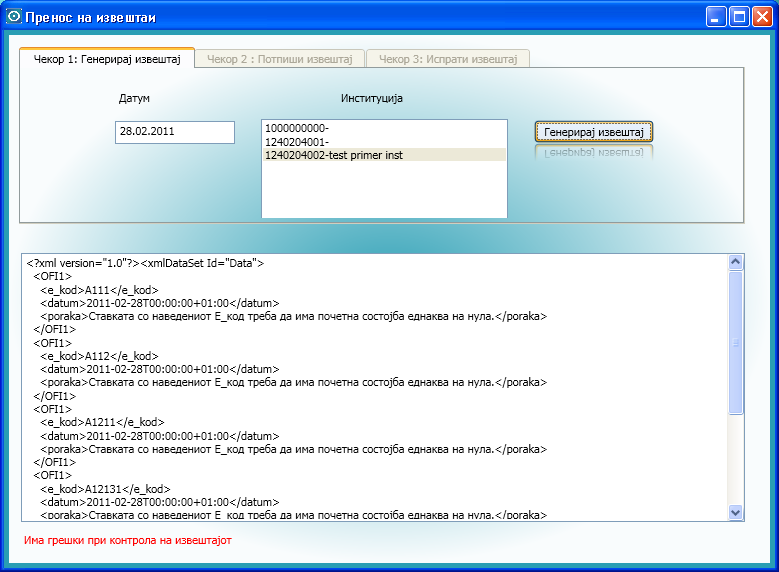 Пренос на извештаи
Чекор 1: Генерирај извештај
Чекор 2 : Потпиши извештај
Чекор 3: Испрати извештај
Датум
Институција
28.02.2011
1000000000-
1240204001-
1240204002-test primer inst
Генерирај извештај
Генерирај извештај
<?xml version="1.0"?><xmlDataSet Id="Data">
<OFI1>
<e_kod>A111</e_kod>
<datum>2011-02-28T00:00:00+01:00</datum>
<poraka>Ставката со наведениот Е_код треба да има почетна состојба еднаква на нула.</poraka>
</OFI1>
<OFI1>
<e_kod>A112</e_kod>
<datum>2011-02-28T00:00:00+01:00</datum>
<poraka>Ставката со наведениот Е_код треба да има почетна состојба еднаква на нула.</poraka>
</OFI1>
<OFI1>
<e_kod>A1211</e_kod>
<datum>2011-02-28T00:00:00+01:00</datum>
<poraka>Ставката со наведениот Е_код треба да има почетна состојба еднаква на нула.</poraka>
</OFI1>
<OFI1>
<e_kod>A12131</e_kod>
<datum>2011-02-28T00:00:00+01:00</datum>
<poraka>Ставката со наведениот Е_код треба да има почетна состојба еднаква на нула.</poraka>
Има грешки при контрола на извештајот